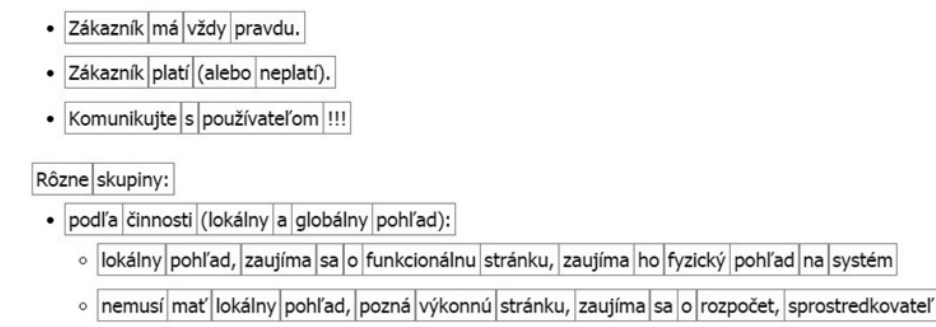 Zákazník má vždy pravdu.
Zákazník platí (alebo neplatí).
Komunikujte s používateľom !!!
Rôzne skupiny:
podľa činnosti (lokálny a globálny pohľad):
lokálny pohľad, zaujíma sa o funkcionálnu stránku, zaujíma ho fyzický pohľad na systém
nemusí mať lokálny pohľad, pozná výkonnú stránku, zaujíma sa o rozpočet, sprostredkovateľ